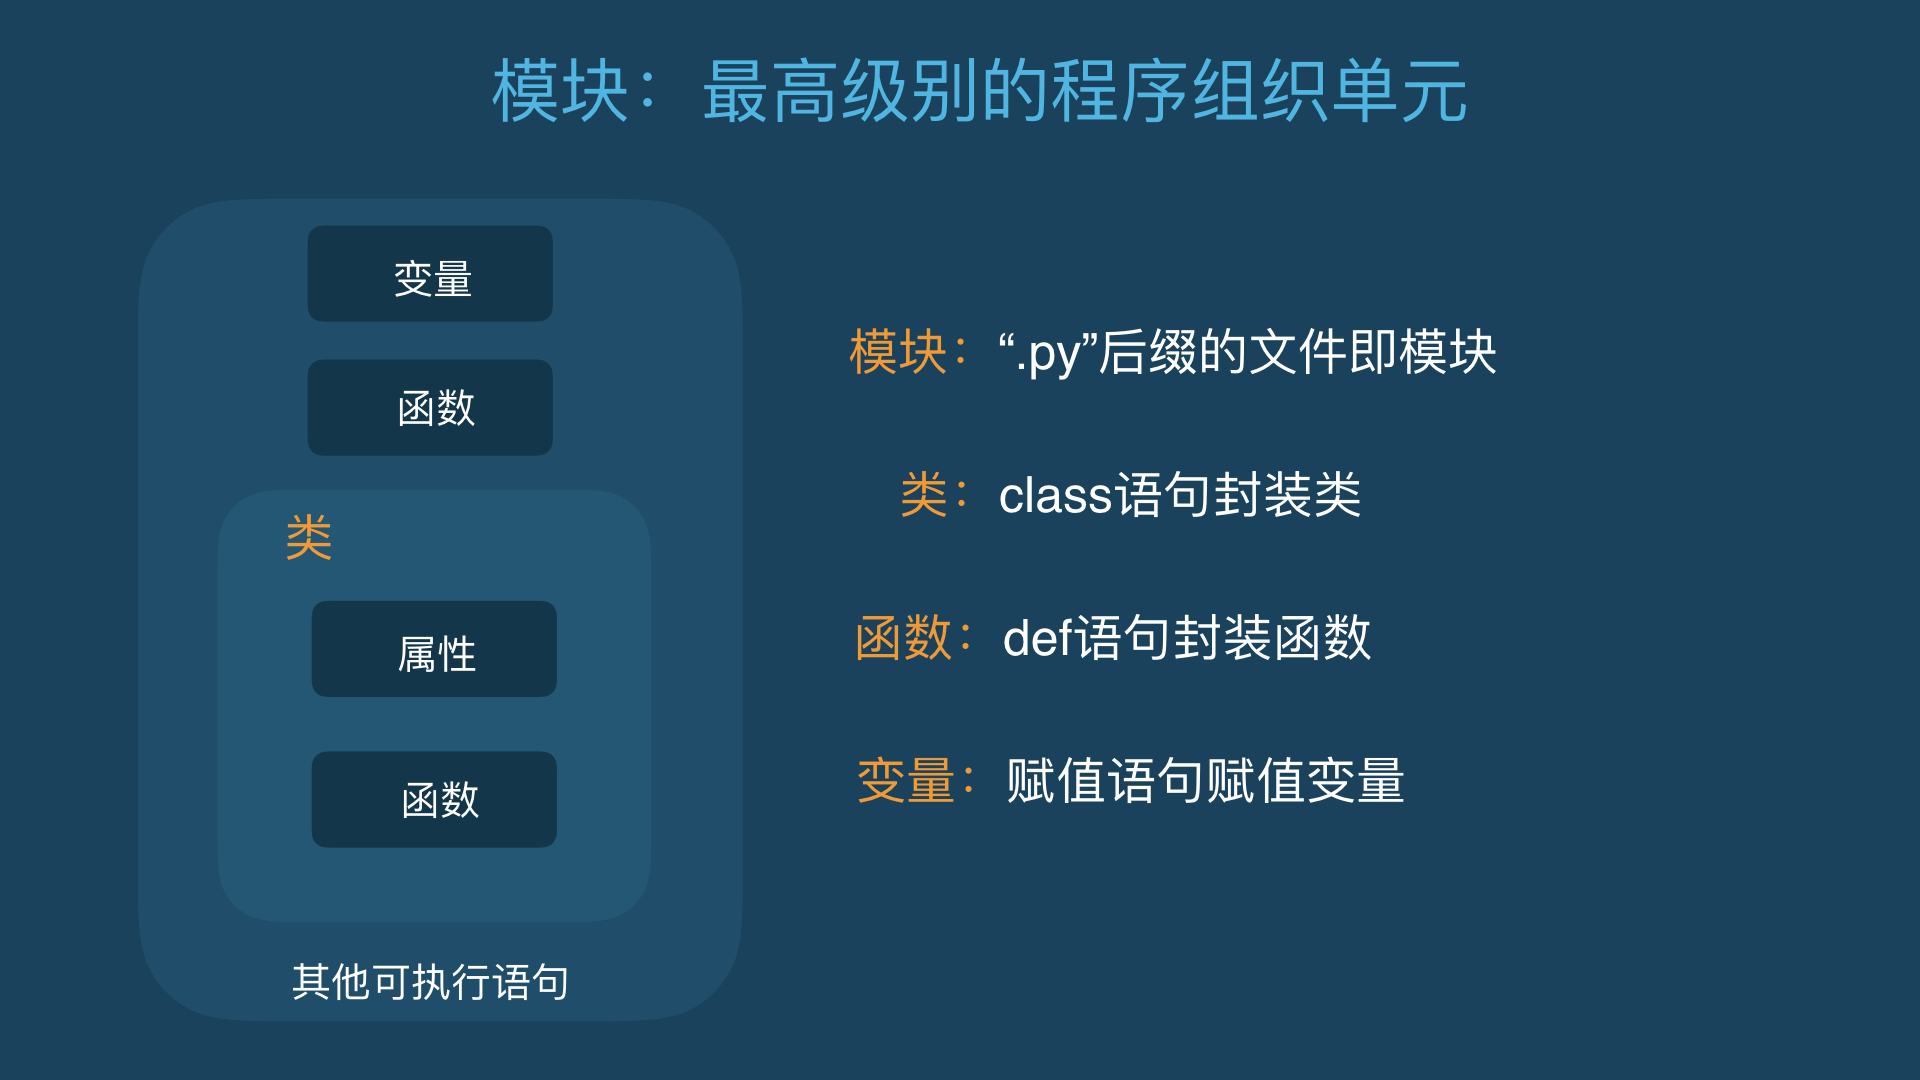 模块：最高级别的程序组织单元
变量
函数
类
属性
函数
其他可执行语句
模块：“.py”后缀的文件即模块
类：class语句封装类
函数：def语句封装函数
变量：赋值语句赋值变量